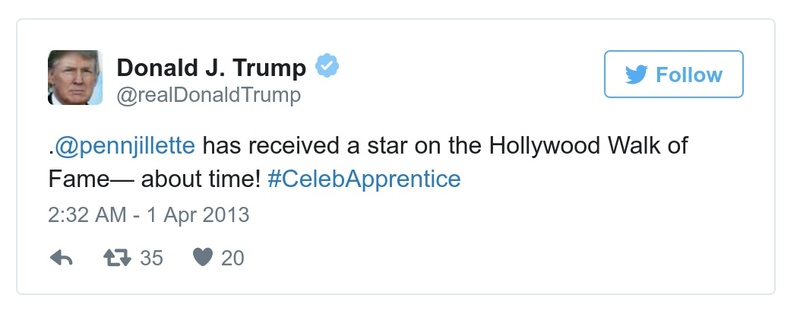 Donald J. Trump
@realDonaldTrump
Follow
.@pennjillette has received a star on the Hollywood Walk of
Fame— about time! #CelebApprentice
2:32 AM - 1 Apr 2013
35 20